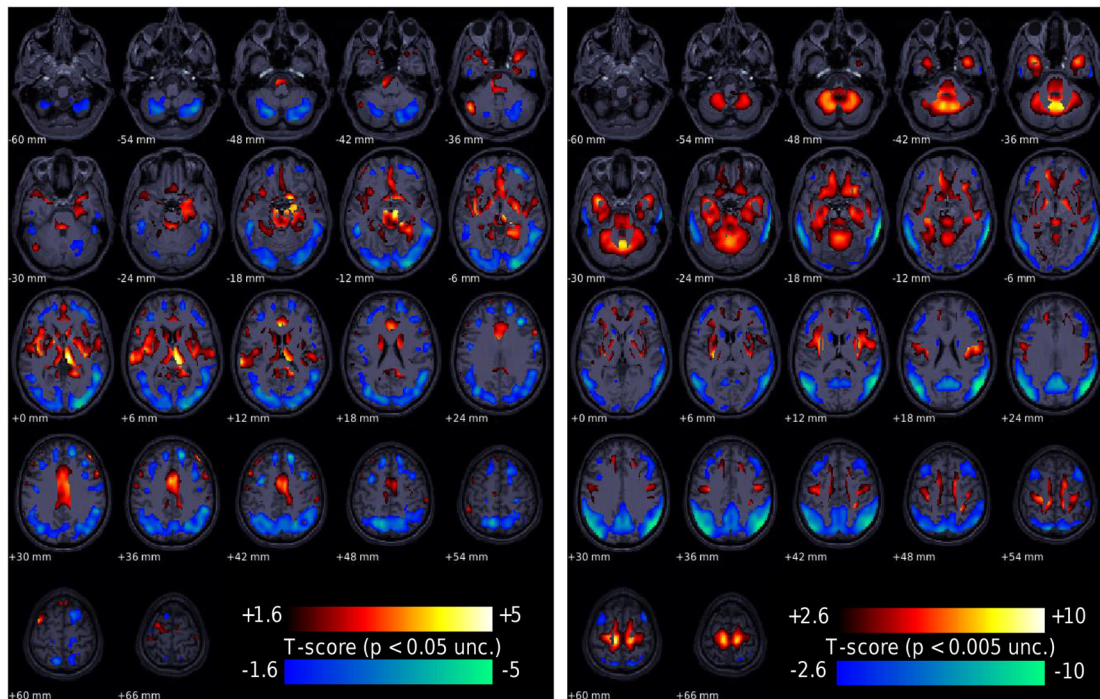 -60 mm -54 mm -48 mm -42 mm -36 mm
-30 mm -24 mm -18 mm -12 mm -6 mm
+0 mm +6 mm +12 mm +18 mm +24 mm
+30 mm +36 mm +42 mm +48 mm +54 mm
+60 mm +66 mm
+1.6 +5
T-score (p < 0.05 unc.)
-1.6 -5
-60 mm -54 mm -48 mm -42 mm -36 mm
-30 mm -24 mm -18 mm -12 mm -6 mm
+0 mm +6 mm +12 mm +18 mm +24 mm
+30 mm +36 mm +42 mm +48 mm +54 mm
+60 mm +66 mm
+2.6 +10
T-score (p < 0.005 unc.)
-2.6 -10